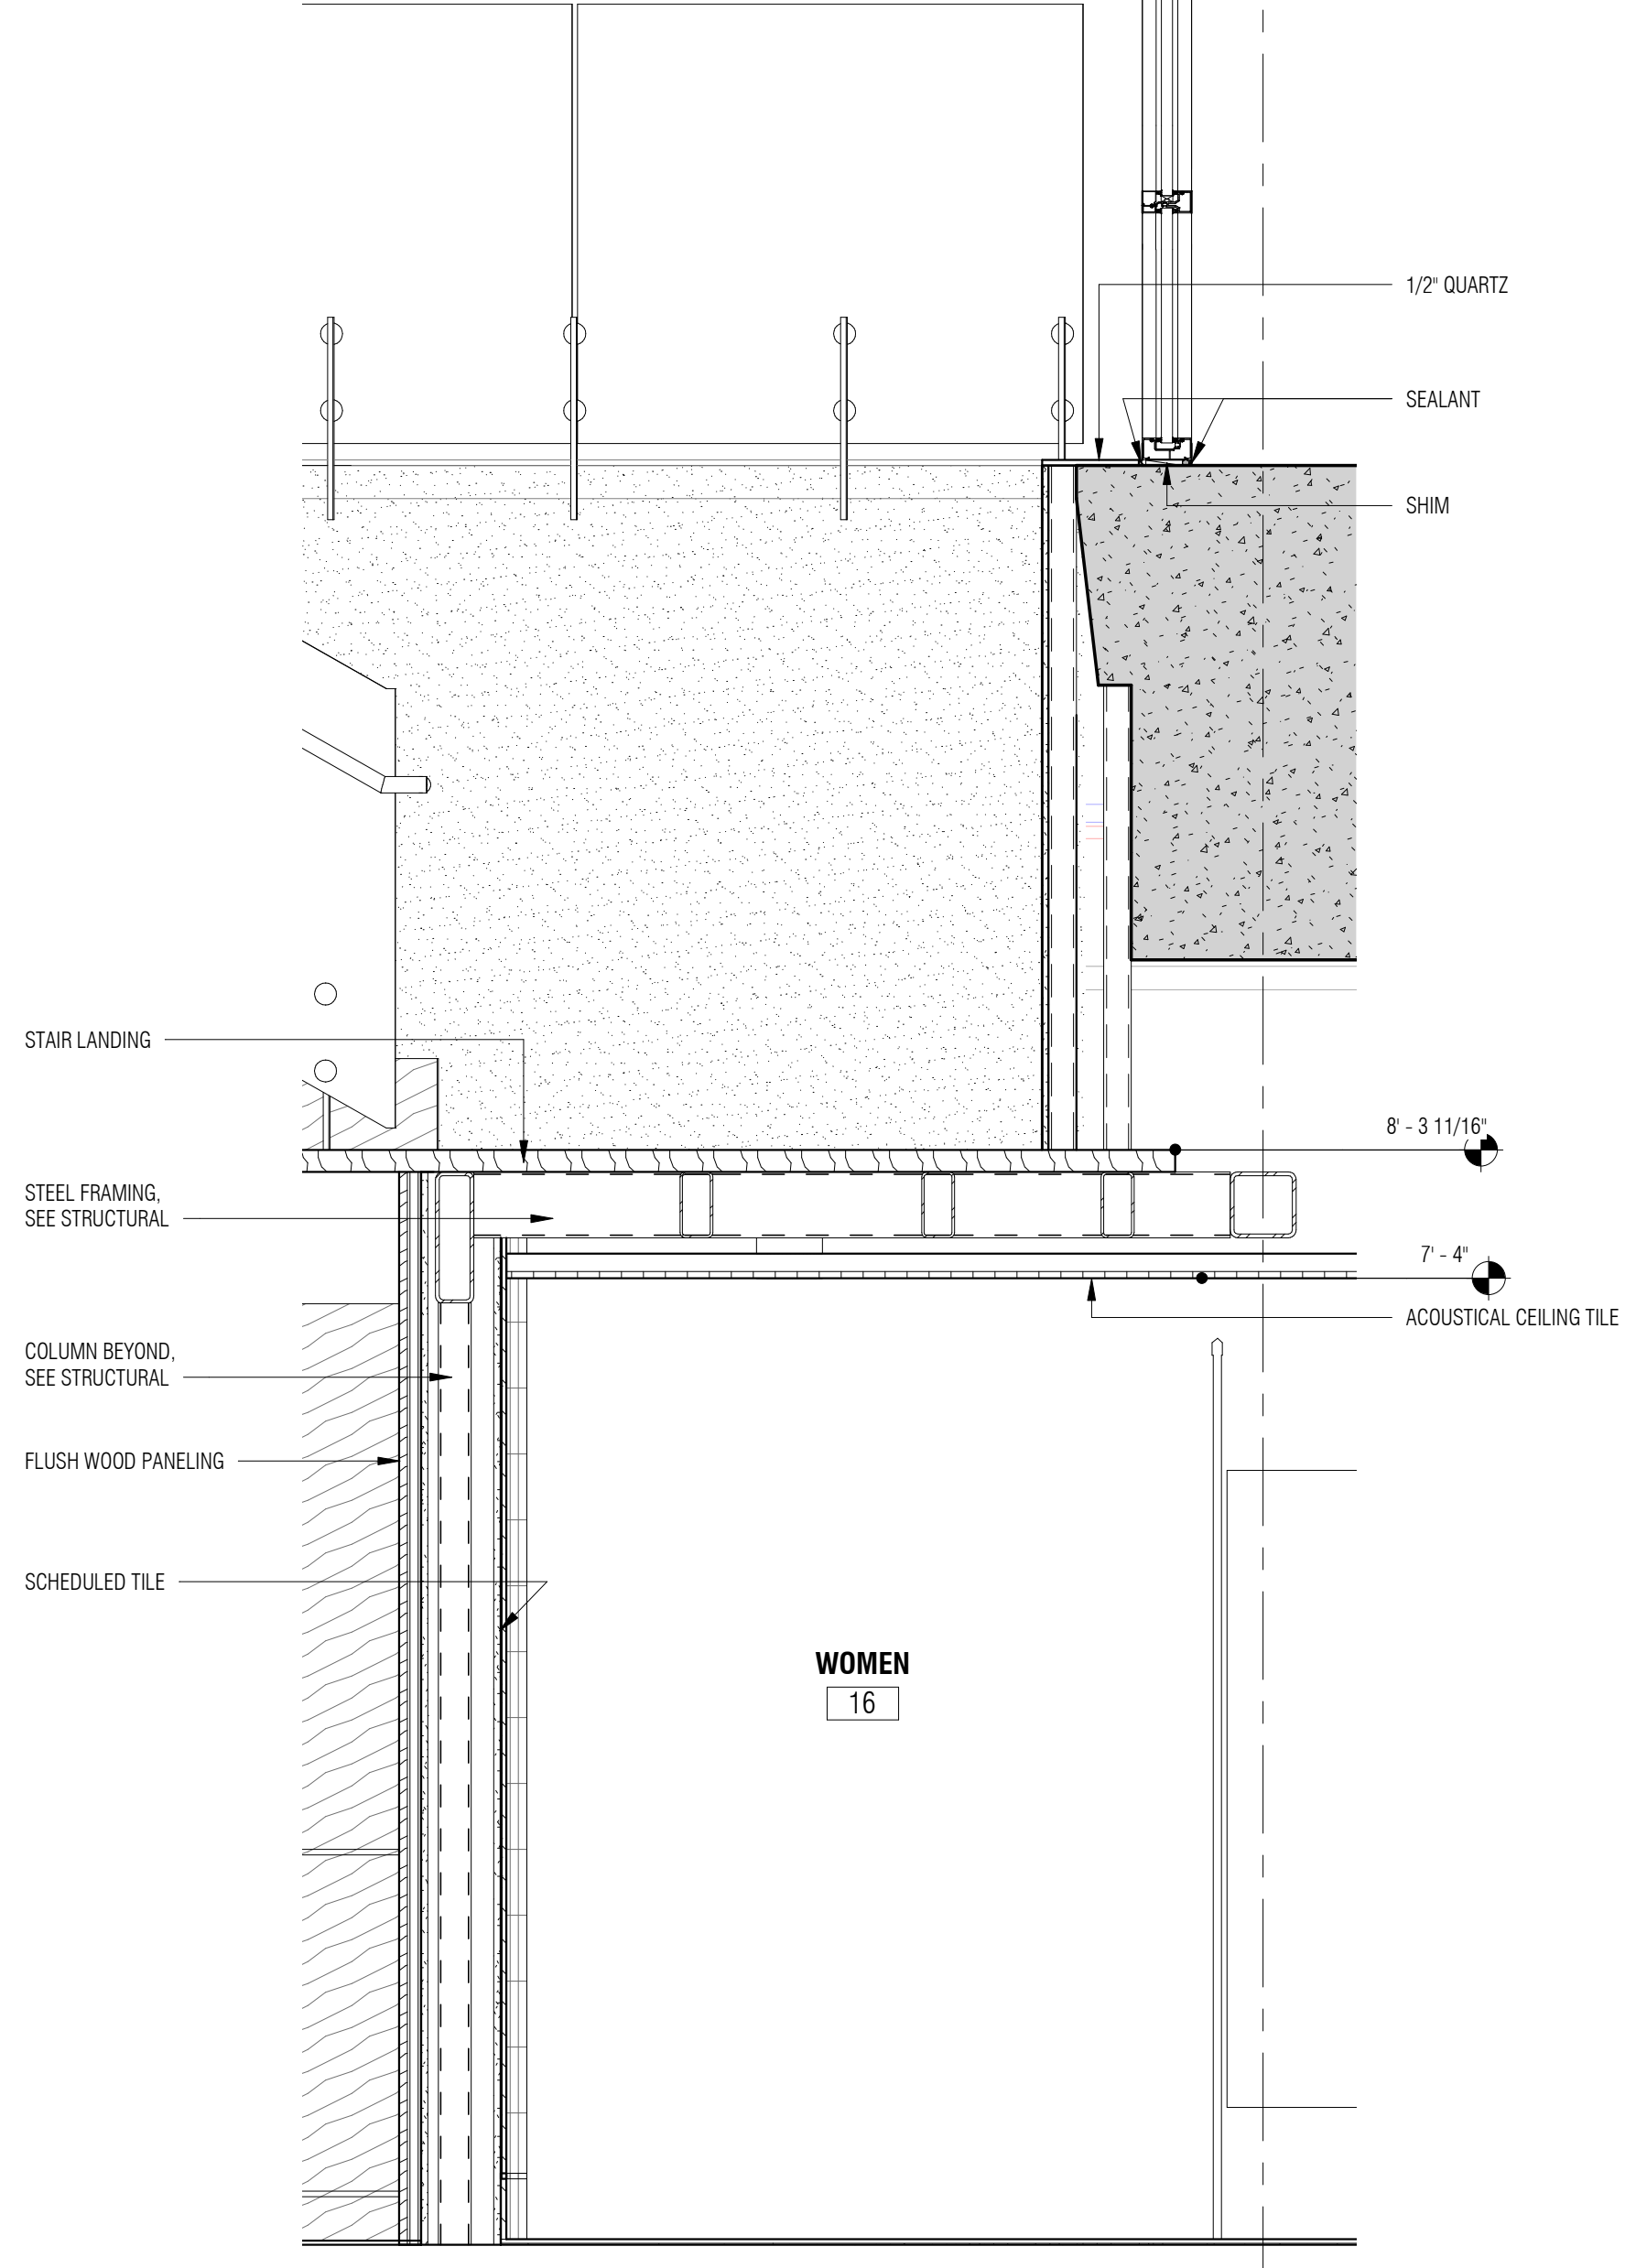 1/2" QUARTZ
SEALANT
SHIM
STAIR LANDING
8' - 3 11/16"
STEEL FRAMING,
SEE STRUCTURAL
7' - 4"
ACOUSTICAL CEILING TILE
COLUMN BEYOND,
SEE STRUCTURAL
FLUSH WOOD PANELING
SCHEDULED TILE
WOMEN
16